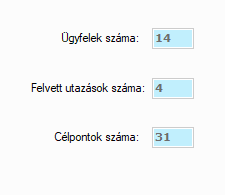 Ügyfelek száma: 14
Felvett utazások száma: 4
Célpontok száma: 31